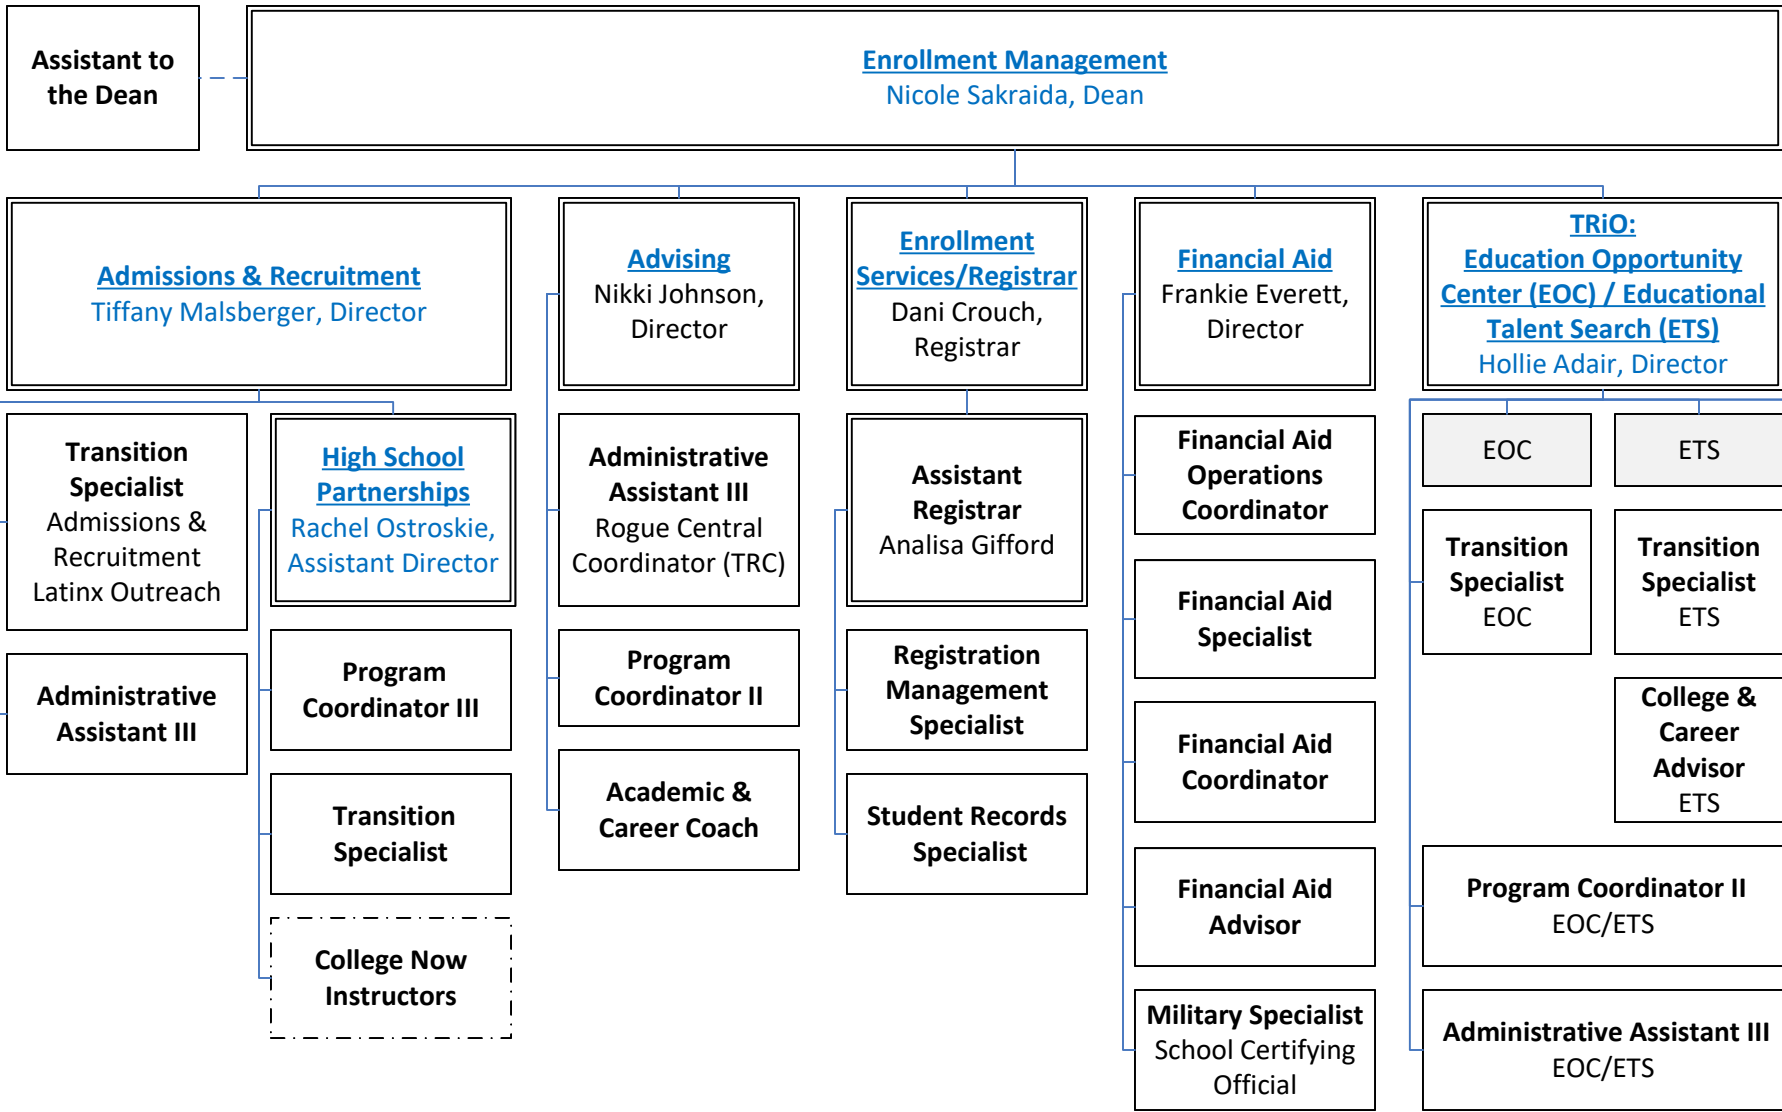 Assistant to
the Dean
Enrollment Management
Nicole Sakraida, Dean
Admissions & Recruitment
Tiffany Malsberger, Director
Advising
Nikki Johnson,
Director
Enrollment
Services/Registrar
Dani Crouch,
Registrar
Financial Aid
Frankie Everett,
Director
TRiO:
Education Opportunity
Center (EOC) / Educational
Talent Search (ETS)
Hollie Adair, Director
Transition
Specialist
Admissions &
Recruitment
Latinx Outreach
Administrative
Assistant III
High School
Partnerships
Rachel Ostroskie,
Assistant Director
Program
Coordinator III
Transition
Specialist
College Now
Instructors
Administrative
Assistant III
Rogue Central
Coordinator (TRC)
Program
Coordinator II
Academic &
Career Coach
Assistant
Registrar
Analisa Gifford
Registration
Management
Specialist
Student Records
Specialist
Financial Aid
Operations
Coordinator
Financial Aid
Specialist
Financial Aid
Coordinator
Financial Aid
Advisor
Military Specialist
School Certifying
Official
EOC
Transition
Specialist
EOC
ETS
Transition
Specialist
ETS
College &
Career
Advisor
ETS
Program Coordinator II
EOC/ETS
Administrative Assistant III
EOC/ETS